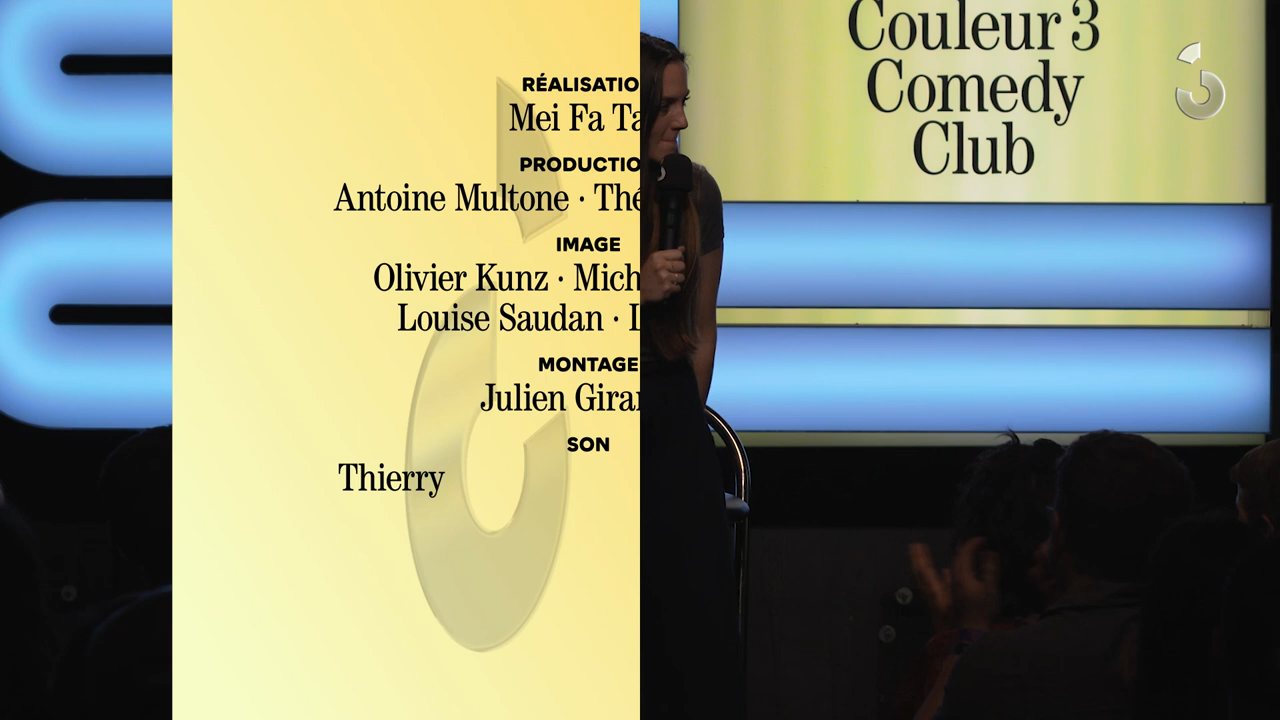 RÉALISATIO
Mei Fa Ta
PRODUCTIO
Antoine Multone · Thé
IMAGE
Olivier Kunz · Mich
Louise Saudan · L
MONTAGE
Julien Girar
SON
Thierry
Couleur 3
Comedy
Club